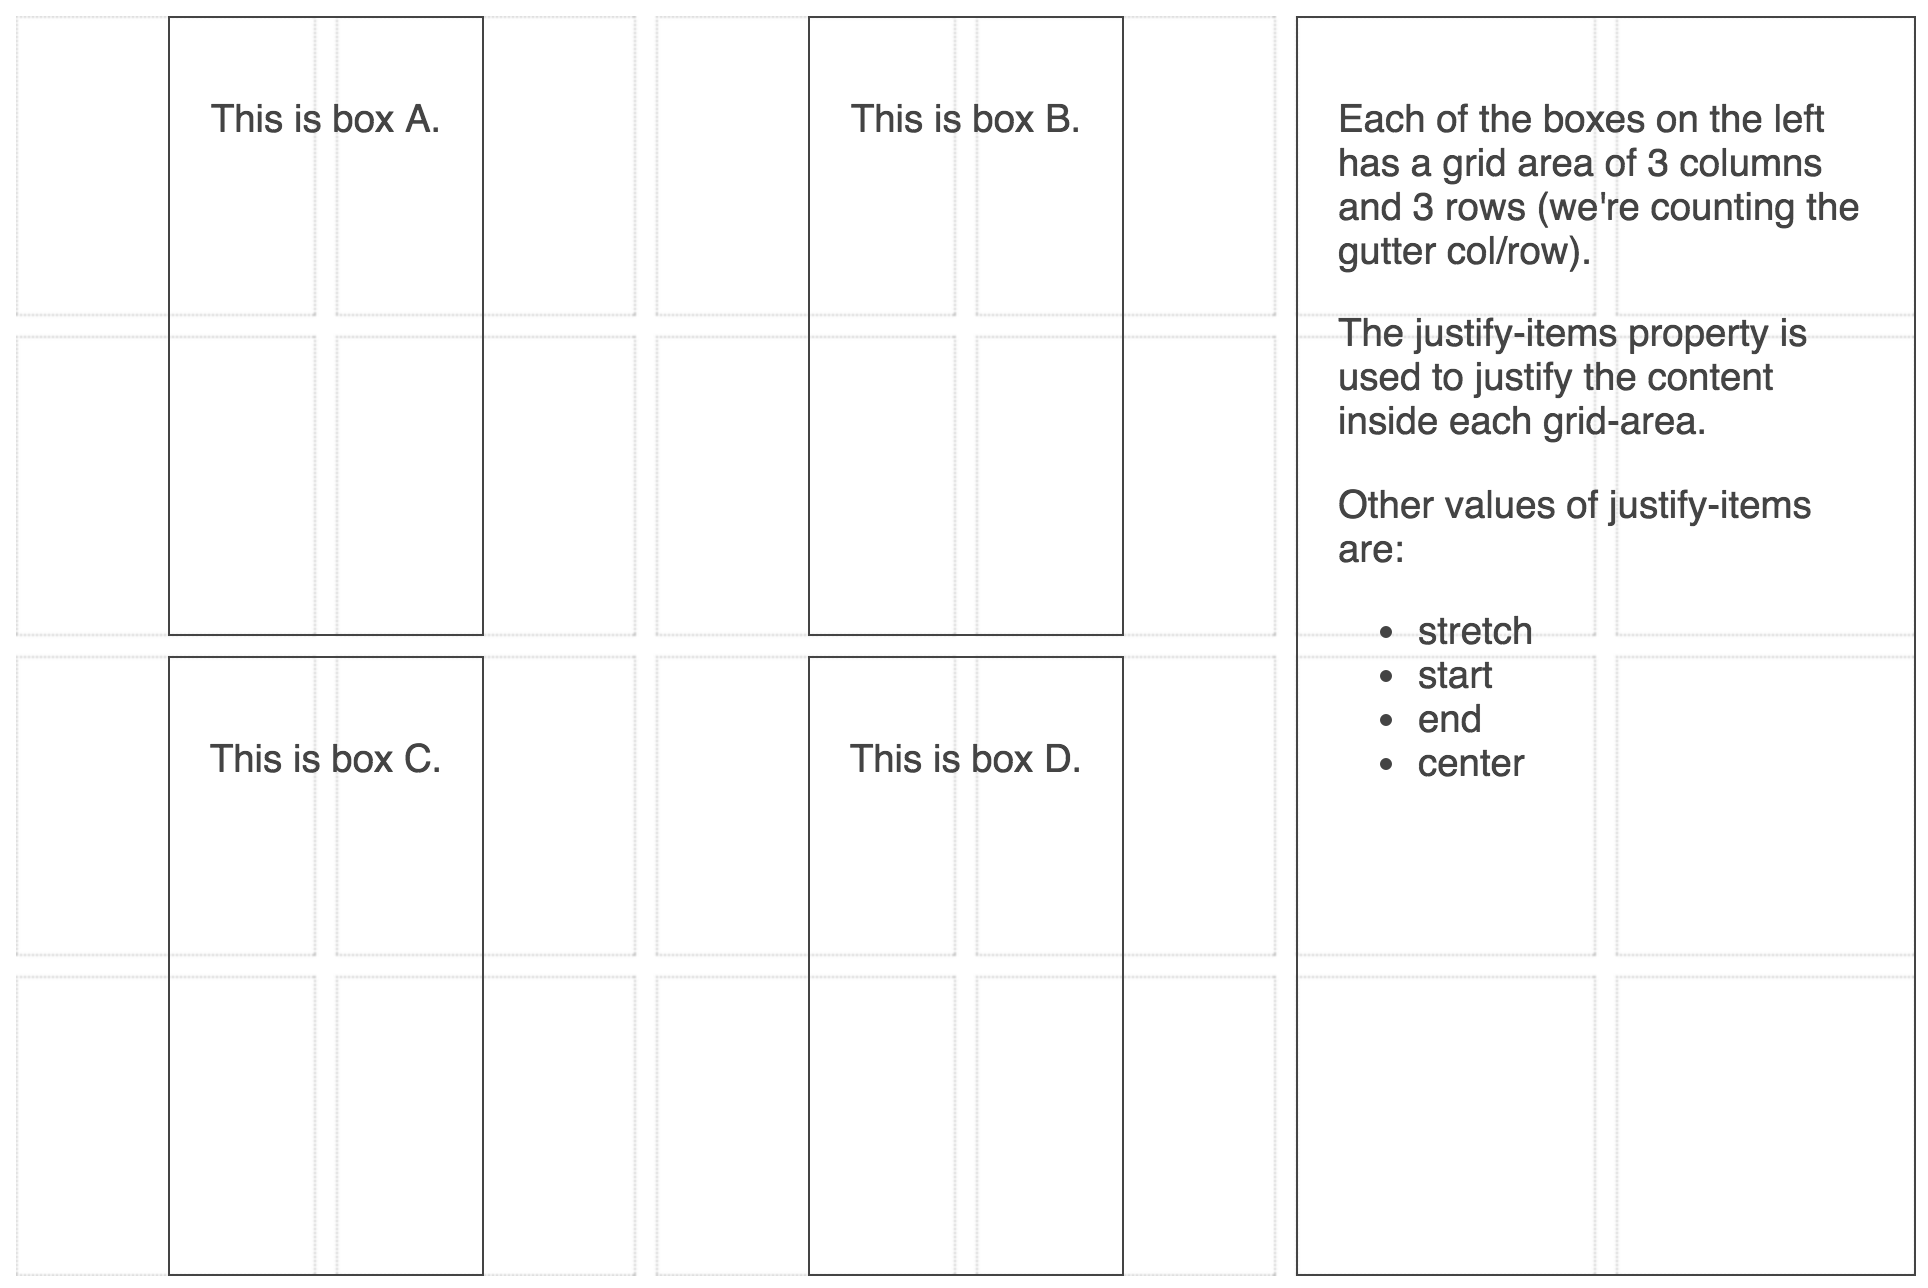 This is box A.
This is box B.
This is box C.
This is box D.
Each of the boxes on the left
has a grid area of 3 columns
and 3 rows (we're counting the
gutter col/row).
The justify-items property is
used to justify the content
inside each grid-area.
Other values of justify-items
are:
• stretch
• start
• end
• center